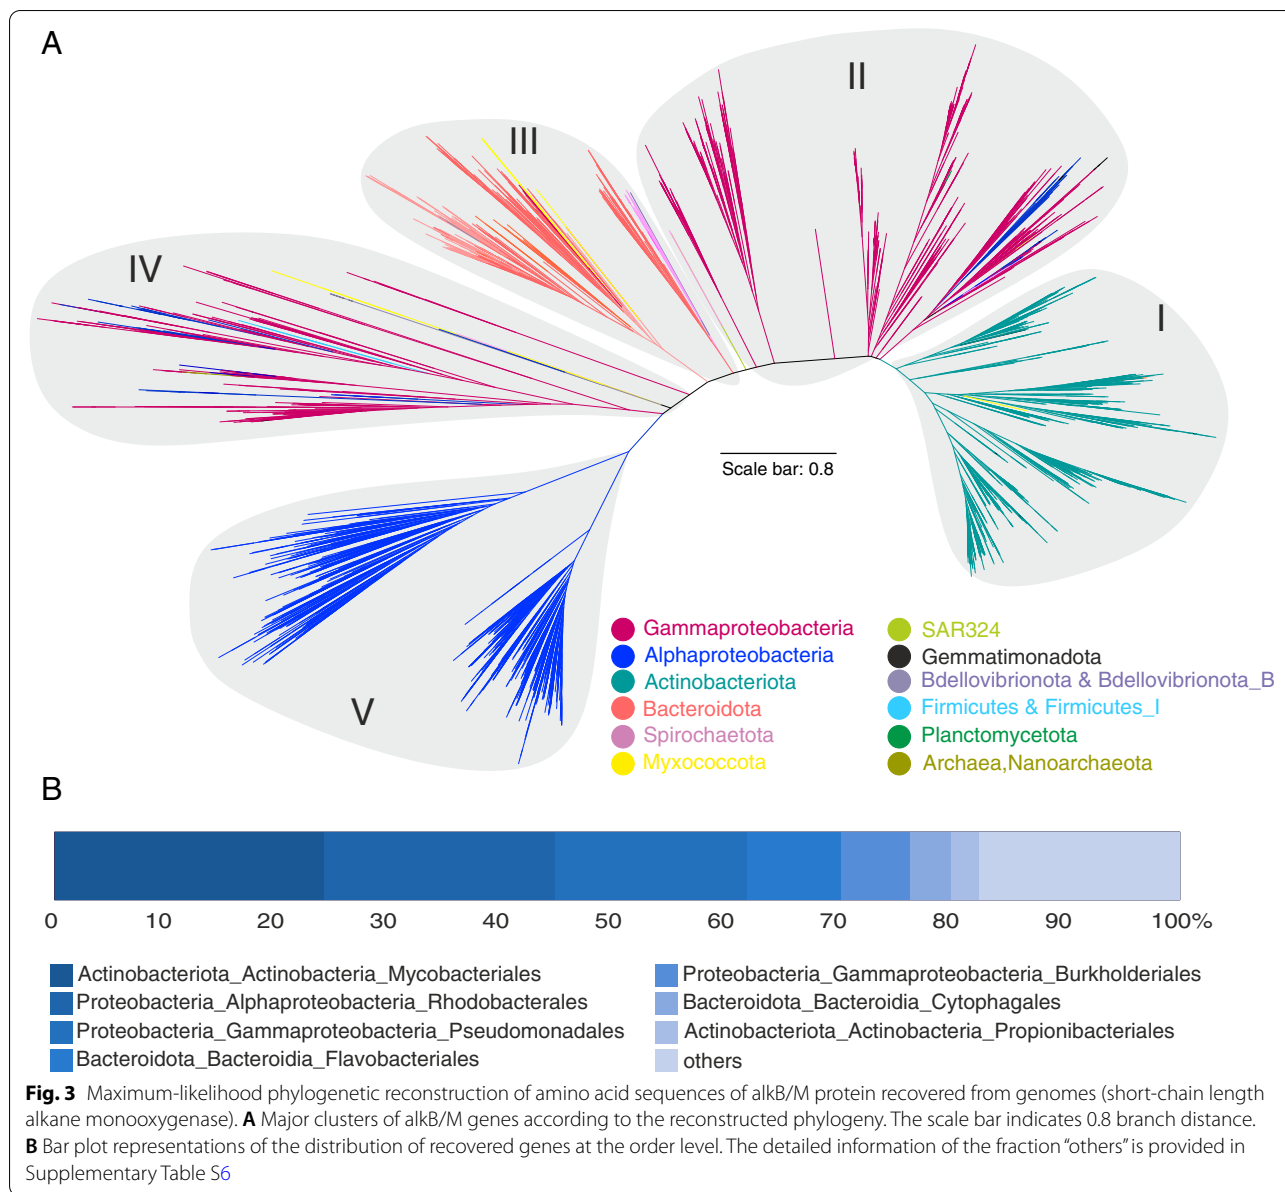 A
II
III
I
IV
Scale bar: 0.8
V
Gammaproteobacteria
Alphaproteobacteria
Actinobacteriota
Bacteroidota
Spirochaetota
Myxococcota
SAR324
Gemmatimonadota
Bdellovibrionota & Bdellovibrionota_B
Firmicutes & Firmicutes_I
Planctomycetota
Archaea,Nanoarchaeota
B
0 10 20 30 40 50 60 70 80 90 100%
Actinobacteriota_Actinobacteria_Mycobacteriales
Proteobacteria_Alphaproteobacteria_Rhodobacterales
Proteobacteria_Gammaproteobacteria_Pseudomonadales
Bacteroidota_Bacteroidia_Flavobacteriales
Proteobacteria_Gammaproteobacteria_Burkholderiales
Bacteroidota_Bacteroidia_Cytophagales
Actinobacteriota_Actinobacteria_Propionibacteriales
others
Fig. 3 Maximum-likelihood phylogenetic reconstruction of amino acid sequences of alkB/M protein recovered from genomes (short-chain length
alkane monooxygenase). A Major clusters of alkB/M genes according to the reconstructed phylogeny. The scale bar indicates 0.8 branch distance.
B Bar plot representations of the distribution of recovered genes at the order level. The detailed information of the fraction “others” is provided in
Supplementary Table S6